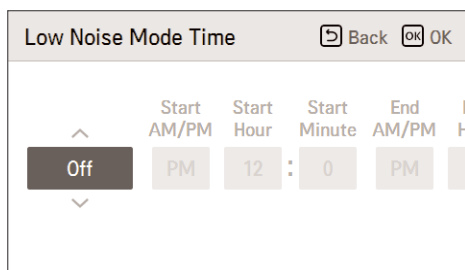 Low Noise Mode Time Back OK OK
Start Start Start End
AM/PM Hour Minute AM/PM
Off PM 12 : 0 PM